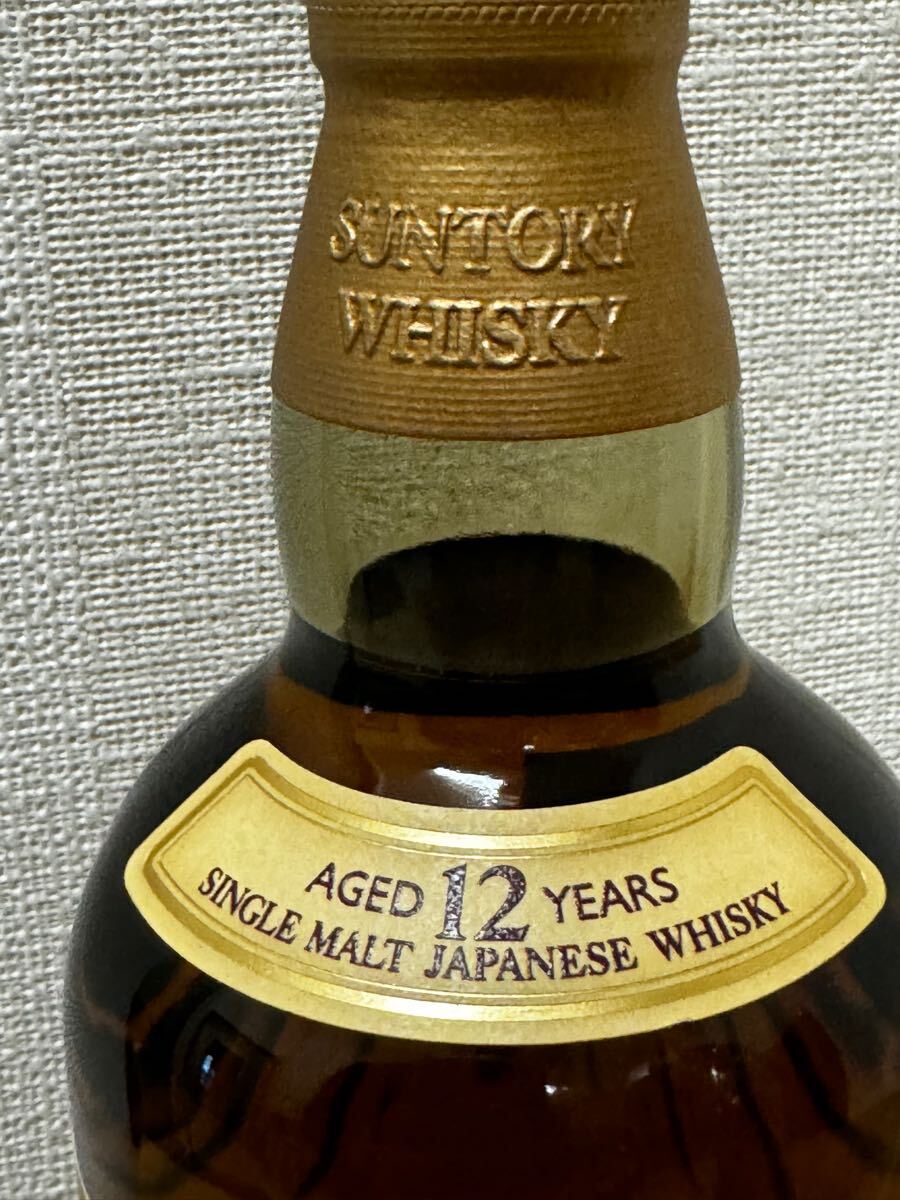 SUNTORY
WHISKY
AGED 12 YEARS
SINGLE MALT JAPANESE WHISKY